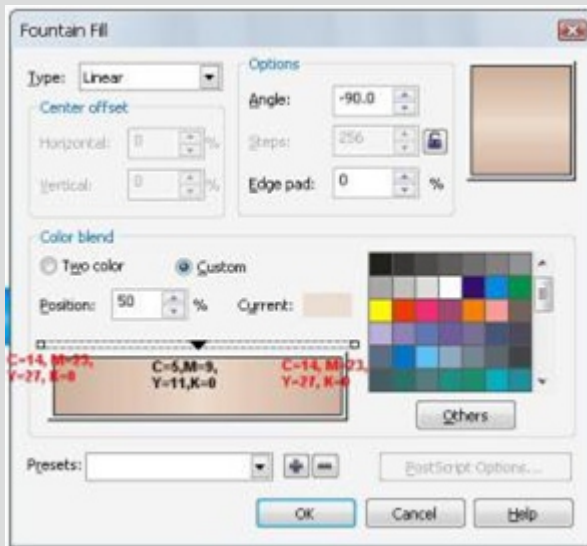 Fountain Fill
Type: Linear
Options
Angle: -90.0
Center offset
Horizontal: 0 %
Steps: 256
Vertical: 0 %
Edge pad: 0 %
Color blend
Two color Custom
Position: 50 % Current:
C=14, M=23, Y=27, K=0
C=5,M=9, Y=11,K=0
C=14, M=23, Y=27, K=0
Others
Presets:
PostScript Options...
OK Cancel Help